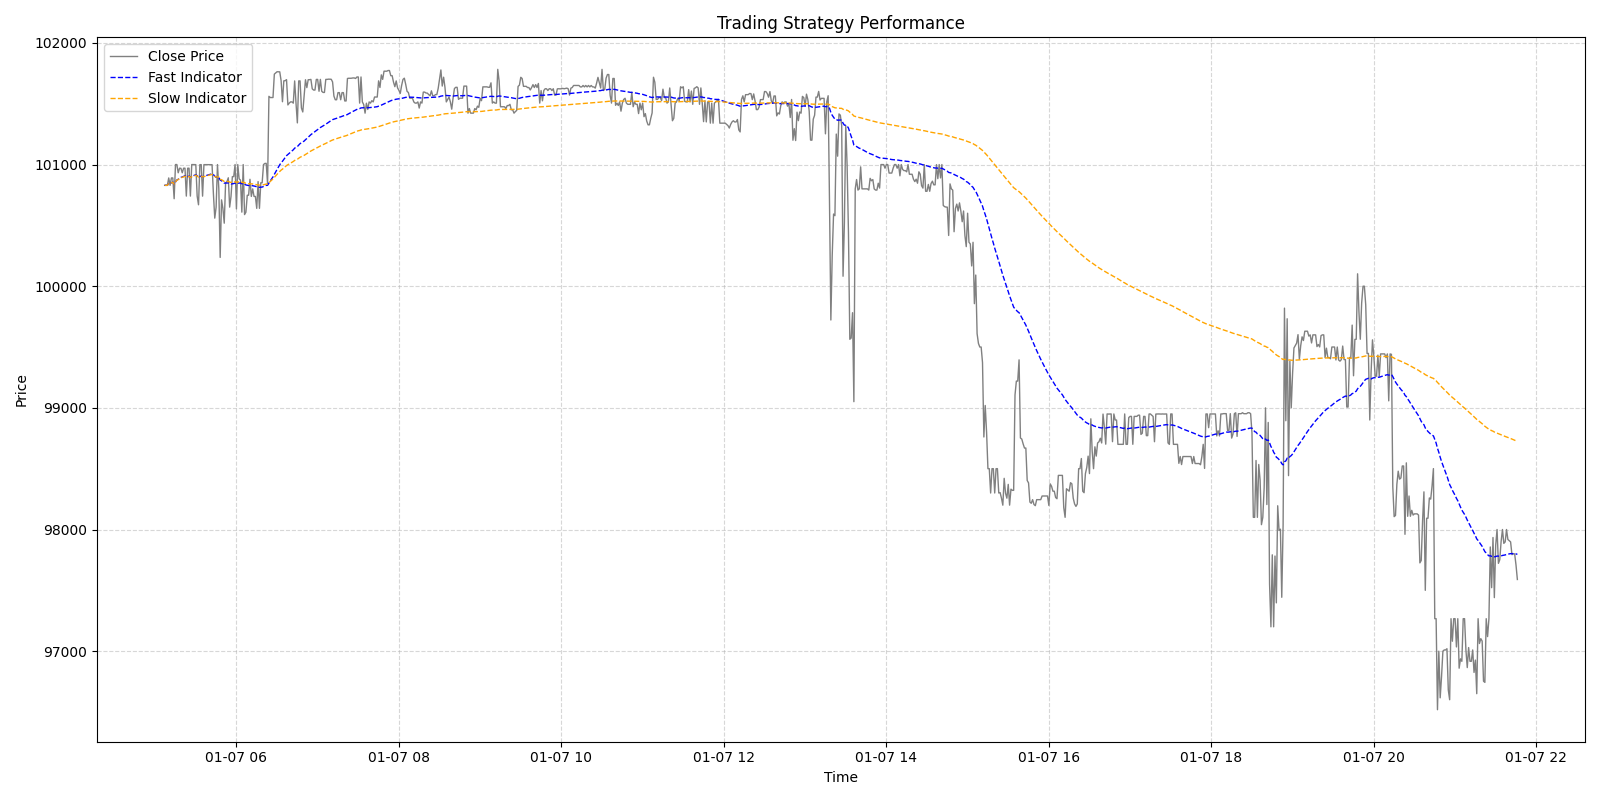 Trading Strategy Performance
Close Price
Fast Indicator
Slow Indicator
Price
102000
101000
100000
99000
98000
97000
01-07 06
01-07 08
01-07 10
01-07 12
01-07 14
01-07 16
01-07 18
01-07 20
01-07 22
Time